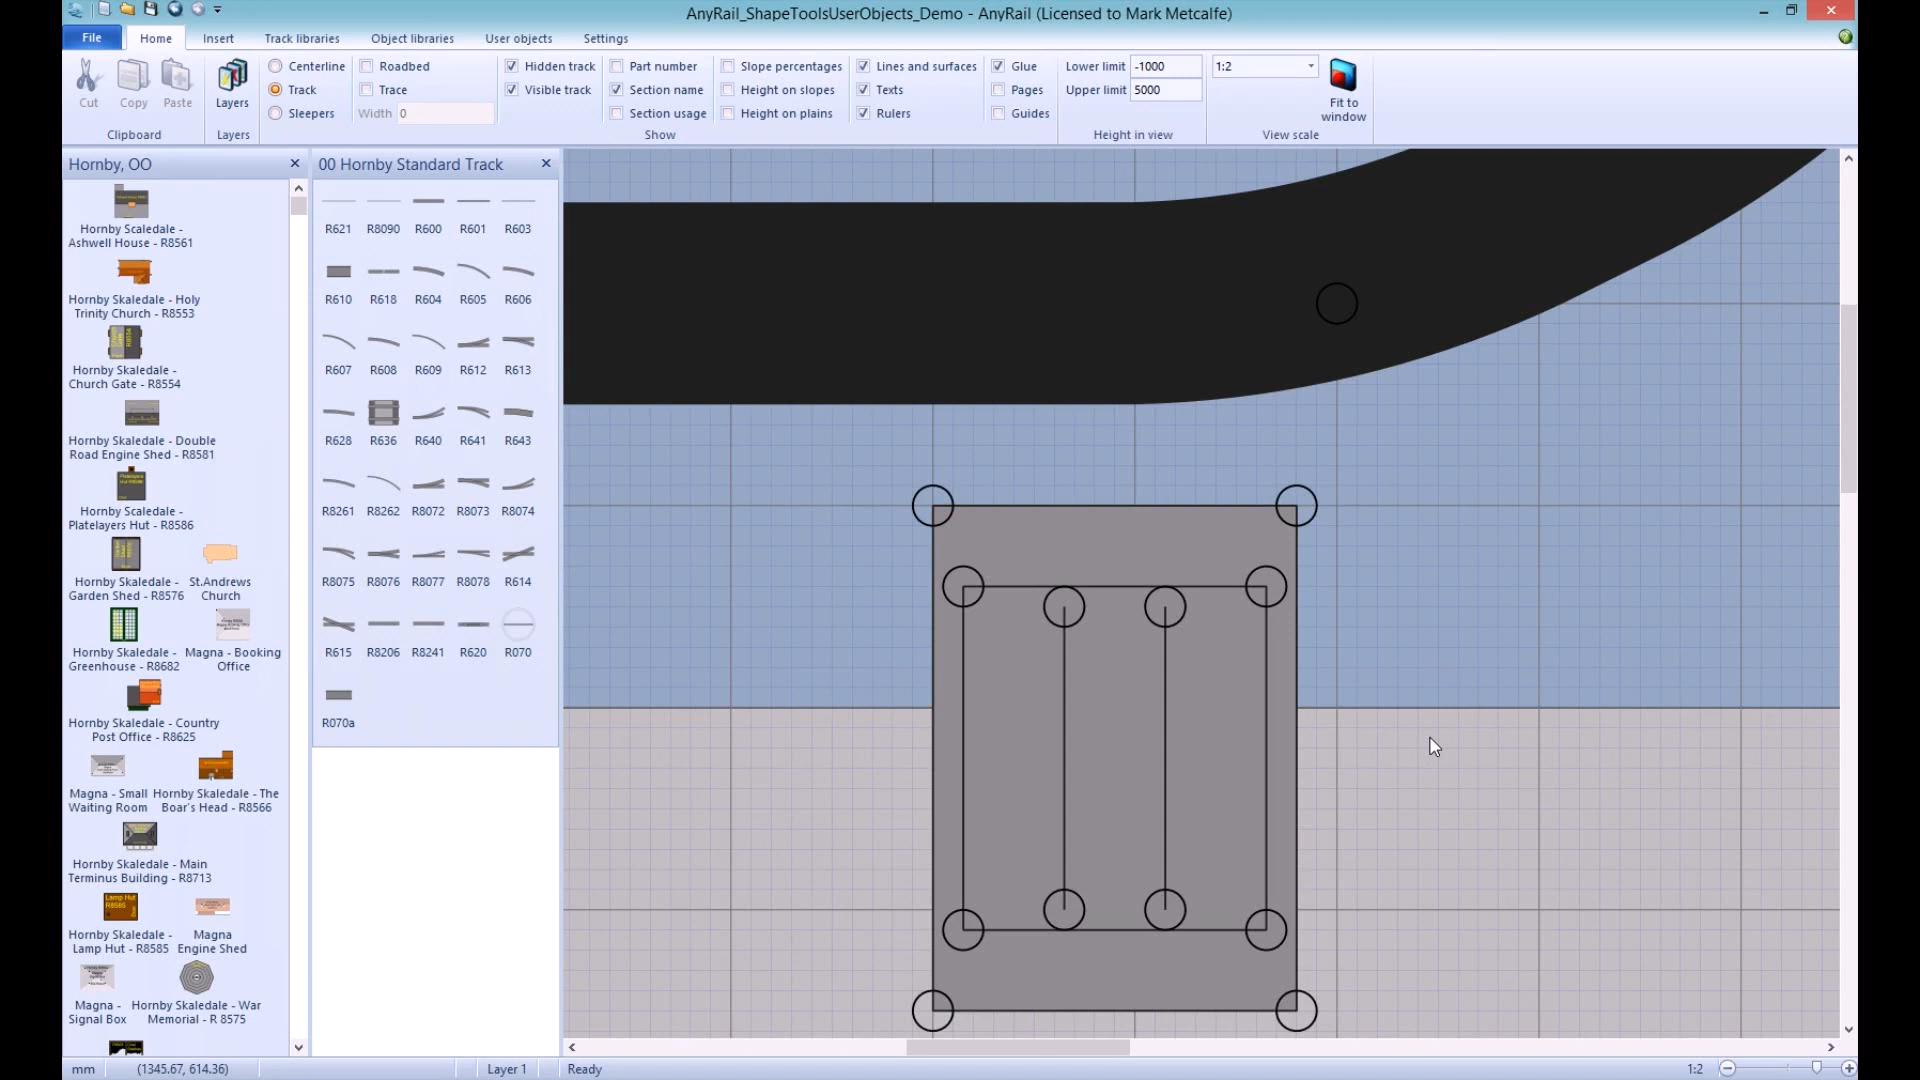 AnyRail_ShapeToolsUserObjects_Demo - AnyRail (Licensed to Mark Metcalfe)
File Home Insert Track libraries Object libraries User objects Settings
Cut Copy Paste
Clipboard
Layers
Layers
Centerline
Track
Sleepers
Roadbed
Trace
Width 0
Hidden track
Visible track
Part number
Section name
Section usage
Slope percentages
Height on slopes
Height on plains
Lines and surfaces
Texts
Rulers
Glue
Pages
Guides
Show
Lower limit -1000
Upper limit 5000
Height in view
1:2
Fit to
window
View scale
Hornby, OO
Hornby Scaledale -
Ashwell House - R8561
Hornby Skaledale - Holy
Trinity Church - R8553
Hornby Skaledale -
Church Gate - R8554
Hornby Skaledale - Double
Road Engine Shed - R8581
Hornby Scaledale -
Platelayers Hut - R8586
Hornby Skaledale -
Garden Shed - R8576
St.Andrews
Church
Hornby Skaledale -
Greenhouse - R8682
Magna - Booking
Office
Hornby Skaledale - Country
Post Office - R8625
Magna - Small
Waiting Room
Hornby Skaledale - The
Boar's Head - R8566
Hornby Skaledale - Main
Terminus Building - R8713
Lamp Hut
R8585
Hornby Skaledale -
Lamp Hut - R8585
Magna
Engine Shed
Magna -
Signal Box
Hornby Skaledale - War
Memorial - R 8575
00 Hornby Standard Track
R621 R8090 R600 R601 R603
R610 R618 R604 R605 R606
R607 R608 R609 R612 R613
R628 R636 R640 R641 R643
R8261 R8262 R8072 R8073 R8074
R8075 R8076 R8077 R8078 R614
R615 R8206 R8241 R620 R070
R070a
mm (1345.67, 614.36) Layer 1 Ready 1:2